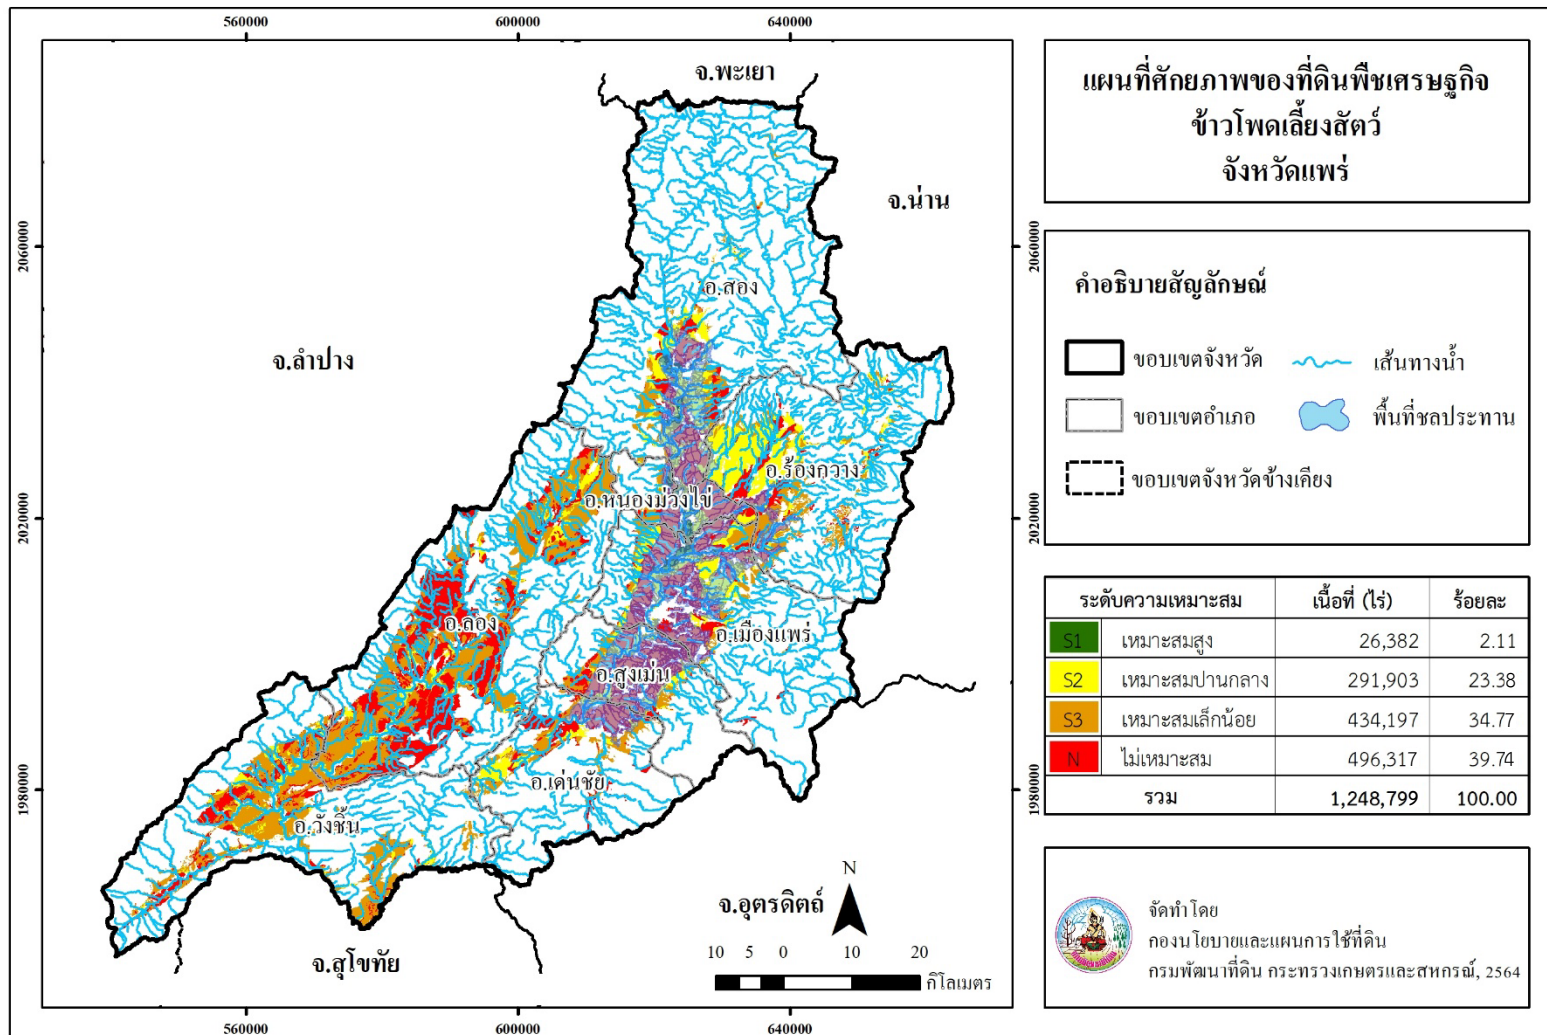 560000
600000
640000
จ.พะเยา
จ.น่าน
จ.ลำปาง
2060000
2020000
1980000
2060000
2020000
1980000
อ.สอง
อ.ร้องกวาง
อ.หนองม่วงไข่
อ.ลอง
อ.เมืองแพร่
อ.สูงเม่น
อ.เด่นชัย
อ.วังชิ้น
จ.อุตรดิตถ์
จ.สุโขทัย
N
10 5 0 10 20
กิโลเมตร
560000
600000
640000
แผนที่ศักยภาพของที่ดินพืชเศรษฐกิจ
ข้าวโพดเลี้ยงสัตว์
จังหวัดแพร่
คำอธิบายสัญลักษณ์
ขอบเขตจังหวัด เส้นทางน้ำ
ขอบเขตอำเภอ พื้นที่ชลประทาน
ขอบเขตจังหวัดข้างเคียง
ระดับความเหมาะสม เนื้อที่ (ไร่) ร้อยละ
S1 เหมาะสมสูง 26,382 2.11
S2 เหมาะสมปานกลาง 291,903 23.38
S3 เหมาะสมเล็กน้อย 434,197 34.77
N ไม่เหมาะสม 496,317 39.74
รวม 1,248,799 100.00
จัดทำโดย
กองนโยบายและแผนการใช้ที่ดิน
กรมพัฒนาที่ดิน กระทรวงเกษตรและสหกรณ์, 2564